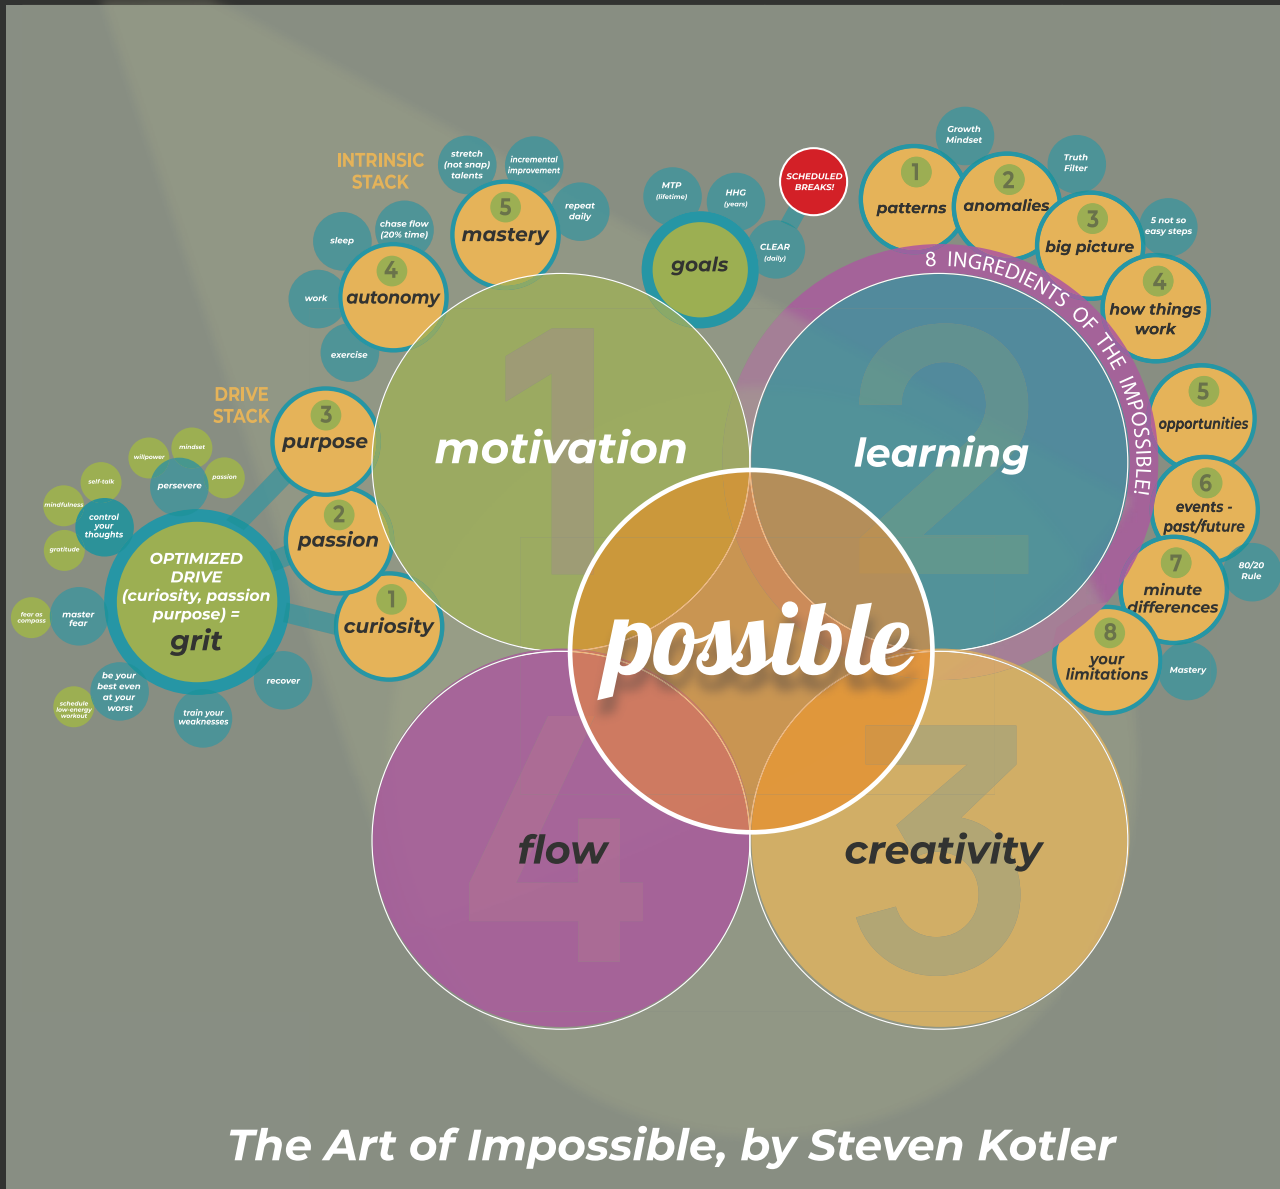 INTRINSIC
STACK
stretch
(not snap)
talents
incremental
improvement
repeat
daily
5
mastery
chase flow
(20% time)
sleep
work
exercise
4
autonomy
DRIVE
STACK
3
purpose
2
passion
1
curiosity
mindset
willpower
passion
persevere
self-talk
mindfulness
gratitude
control
your
thoughts
OPTIMIZED
DRIVE
(curiosity, passion
purpose) =
grit
fear as
compass
master
fear
be your
best even
at your
worst
schedule
low-energy
workout
train your
weaknesses
recover
MTP
(lifetime)
HHG
(years)
CLEAR
(daily)
SCHEDULED
BREAKS!
goals
Growth
Mindset
Truth
Filter
5 not so
easy steps
1
patterns
2
anomalies
3
big picture
4
how things
work
5
opportunities
6
events -
past/future
80/20
Rule
7
minute
differences
8
your
limitations
Mastery
8 INGREDIENTS OF THE IMPOSSIBLE!
1
motivation
2
learning
possible
4
flow
3
creativity
The Art of Impossible, by Steven Kotler